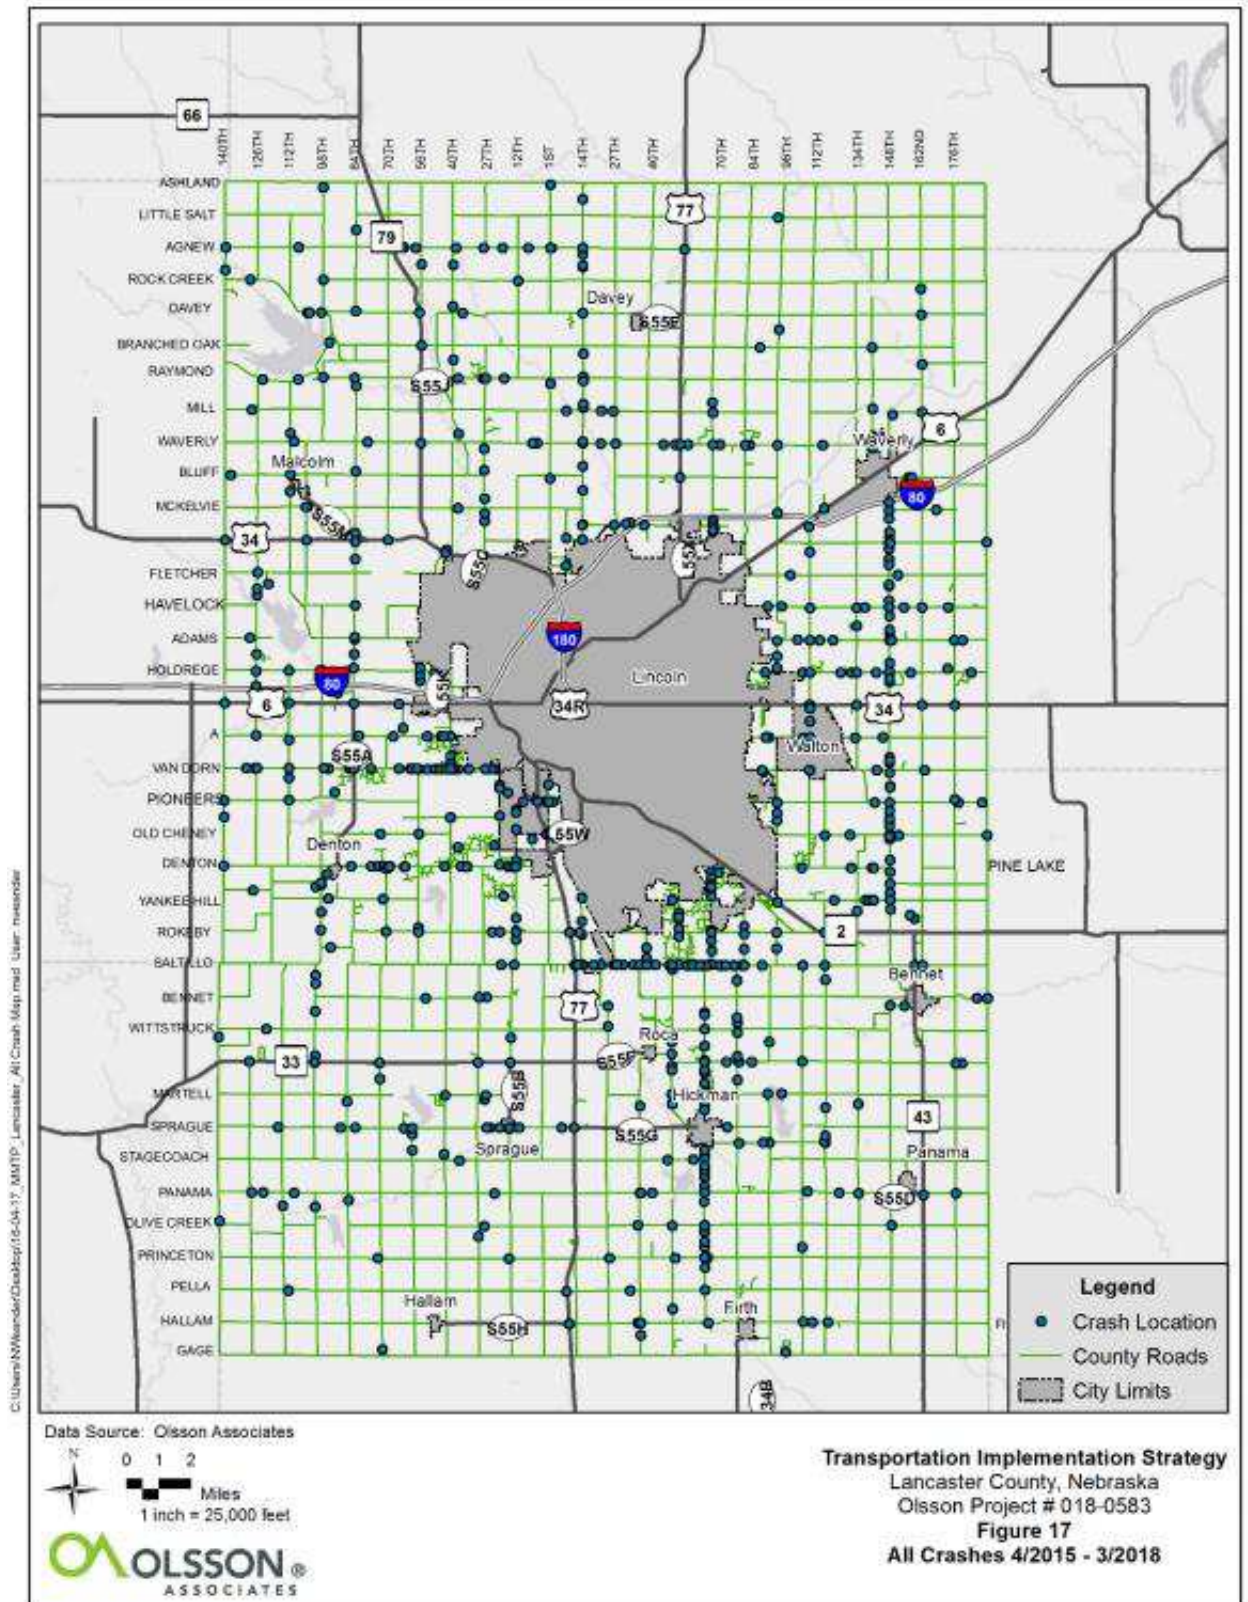 66
140TH
126TH
112TH
98TH
84TH
70TH
56TH
40TH
27TH
12TH
1ST
14TH
27TH
40TH
70TH
84TH
98TH
112TH
134TH
148TH
162ND
176TH
ASHLAND
LITTLE SALT
77
AGNEW
79
ROCK CREEK
DAVEY
Davey
S55E
BRANCHED OAK
RAYMOND
S55J
MILL
6
WAVERLY
Waverly
Malcolm
BLUFF
80
MCKELVIE
S55M
34
FLETCHER
S55C
HAVELOCK
180
ADAMS
HOLDREGE
80
Lincoln
6
34R
34
A
S55A
Walton
VAN DORN
PIONEERS
OLD CHENEY
55W
Denton
DENTON
PINE LAKE
YANKEE HILL
ROKEBY
2
SALTILLO
Bennet
BENNET
77
WITTSTRUCK
Roca
33
S55F
S55B
MARTELL
Hickman
SPRAGUE
S55G
43
Sprague
STAGECOACH
Panama
PANAMA
S55D
OLIVE CREEK
PRINCETON
PELLA
Hallam
Firth
HALLAM
S55H
GAGE
34B
Legend
Crash Location
County Roads
City Limits
Data Source: Olsson Associates
N
0 1 2
Miles
1 inch = 25,000 feet
OLSSON ®
ASSOCIATES
Transportation Implementation Strategy
Lancaster County, Nebraska
Olsson Project # 018-0583
Figure 17
All Crashes 4/2015 - 3/2018